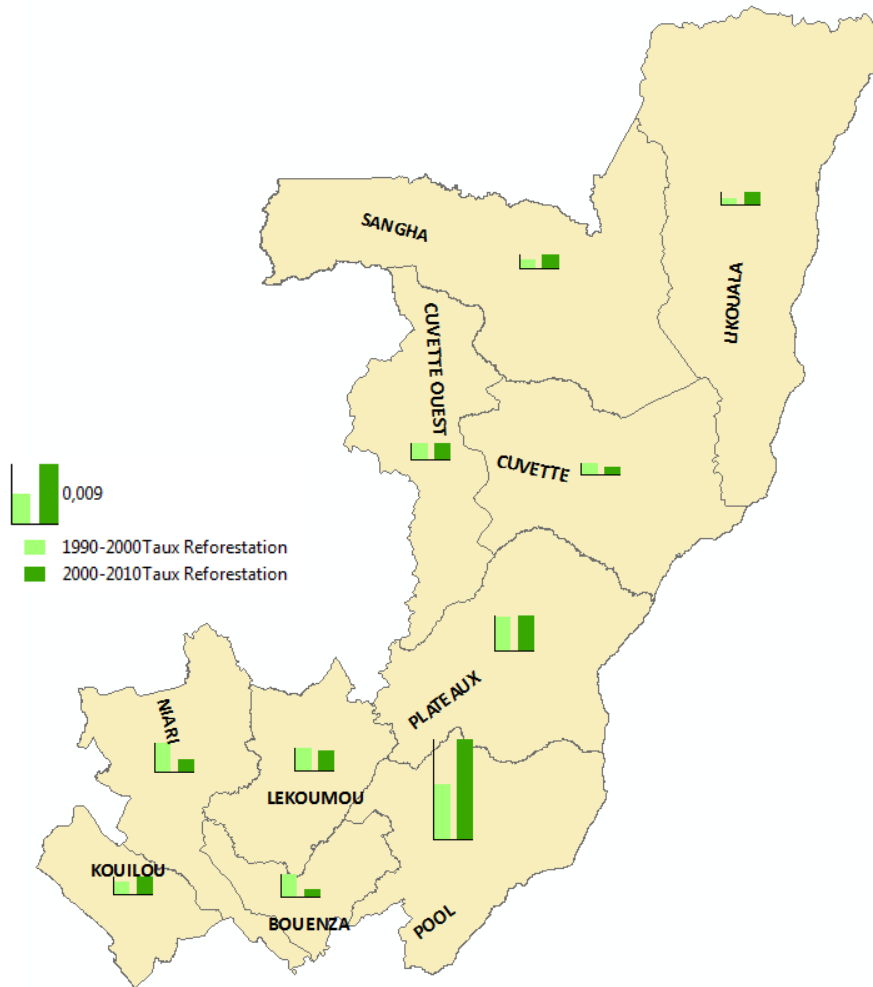 SANGHA
LIKOUALA
CUVETTE OUEST
CUVETTE
0,009
1990-2000Taux Reforestation
2000-2010Taux Reforestation
PLATEAUX
NIARI
LEKOUMOU
KOUILOU
BOUENZA
POOL